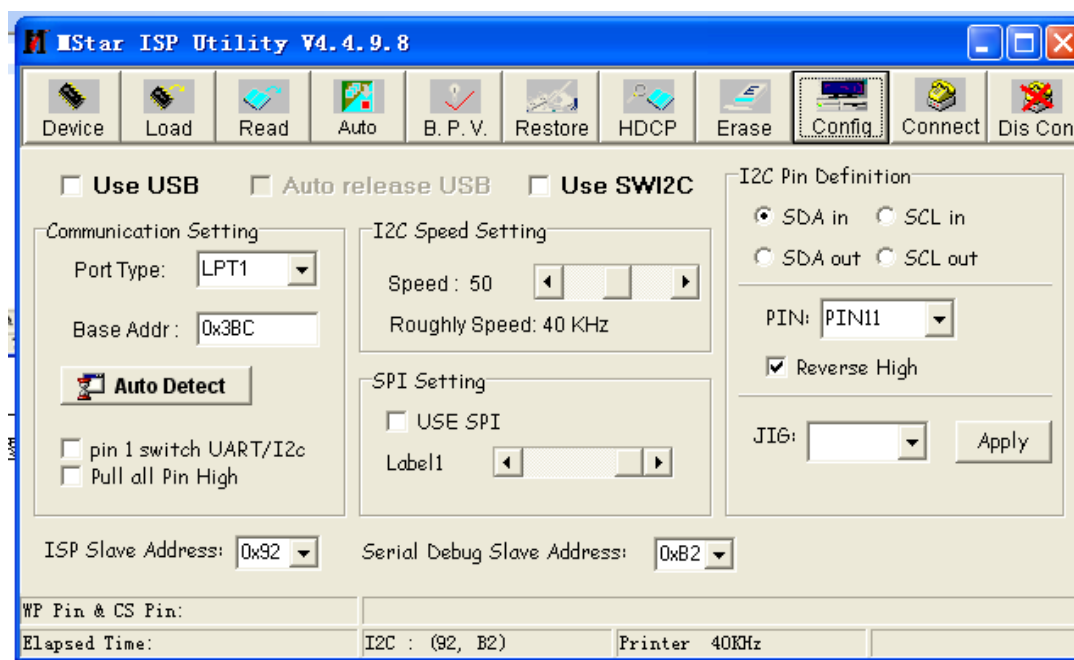 MStar ISP Utility V4.4.9.8
Device Load Read Auto B.P.V. Restore HDCP Erase Config Connect Dis Con
Use USB Auto release USB Use SWI2C
I2C Pin Definition
SDA in SCL in
SDA out SCL out
PIN: PIN11
Reverse High
JIG: Apply
Communication Setting
Port Type: LPT1
Base Addr: 0x3BC
Auto Detect
pin 1 switch UART/I2c
Pull all Pin High
I2C Speed Setting
Speed : 50
Roughly Speed: 40 KHz
SPI Setting
USE SPI
Label1
ISP Slave Address: 0x92 Serial Debug Slave Address: 0xB2
WP Pin & CS Pin:
Elapsed Time: I2C : (92, B2) Printer 40KHz